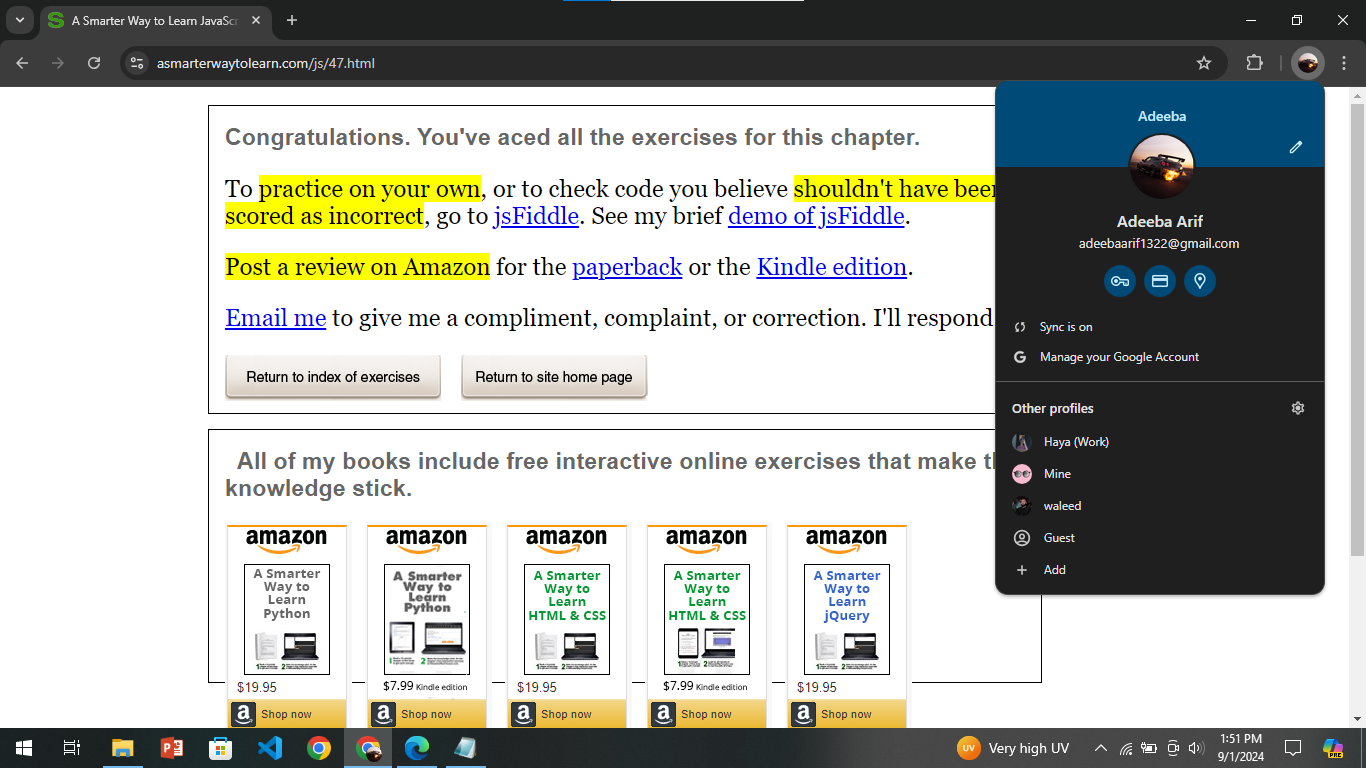 A Smarter Way to Learn JavaScr
asmarterwaytolearn.com/js/47.html
Congratulations. You've aced all the exercises for this chapter.
To practice on your own, or to check code you believe shouldn't have been
scored as incorrect, go to jsFiddle. See my brief demo of jsFiddle.
Post a review on Amazon for the paperback or the Kindle edition.
Email me to give me a compliment, complaint, or correction. I'll respond
Return to index of exercises
Return to site home page
All of my books include free interactive online exercises that make th
knowledge stick.
amazon
A Smarter
Way to
Learn
Python
$19.95
Shop now
amazon
A Smarter
Way to
Learn
Python
$7.99 Kindle edition
Shop now
amazon
A Smarter
Way to
Learn
HTML & CSS
$19.95
Shop now
amazon
A Smarter
Way to
Learn
HTML & CSS
$7.99 Kindle edition
Shop now
amazon
A Smarter
Way to
Learn
jQuery
$19.95
Shop now
Adeeba
Adeeba Arif
adeebaarif1322@gmail.com
Sync is on
Manage your Google Account
Other profiles
Haya (Work)
Mine
waleed
Guest
Add
UV
Very high UV
1:51 PM
9/1/2024
PRE